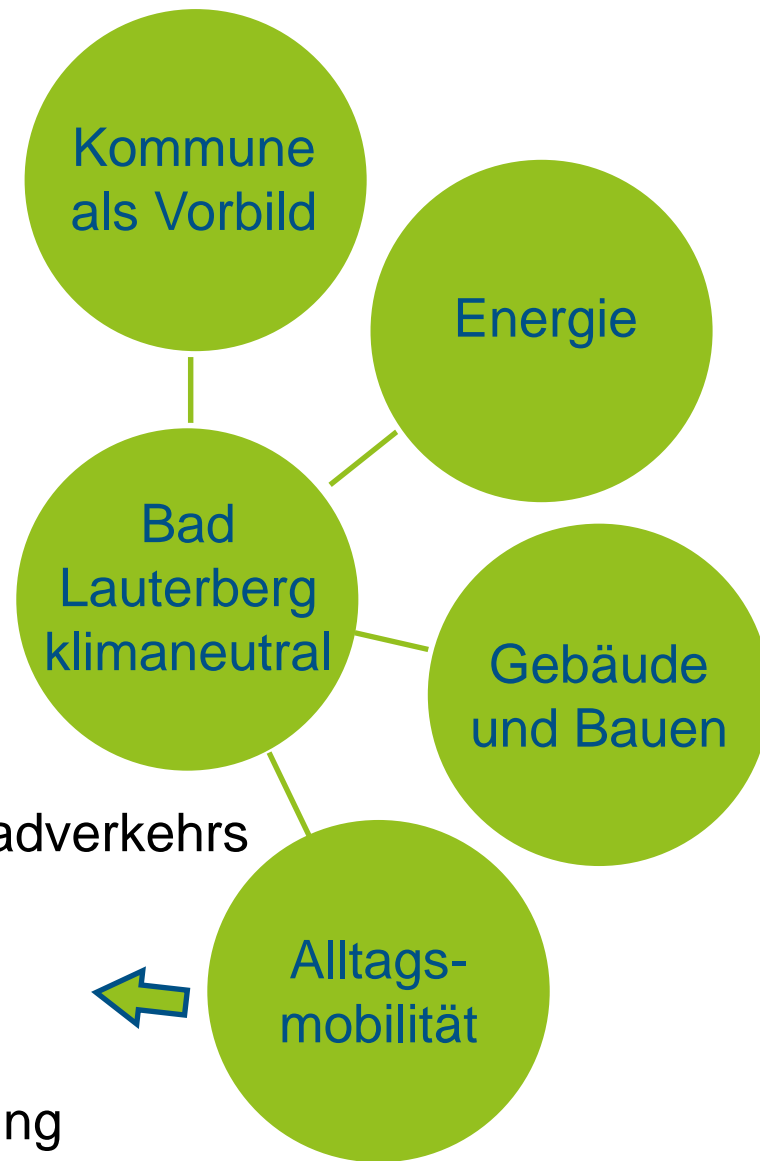 Kommune
als Vorbild
Energie
Bad
Lauterberg
klimaneutral
Gebäude
und Bauen
adverkehrs
Alltags-
mobilität
ng